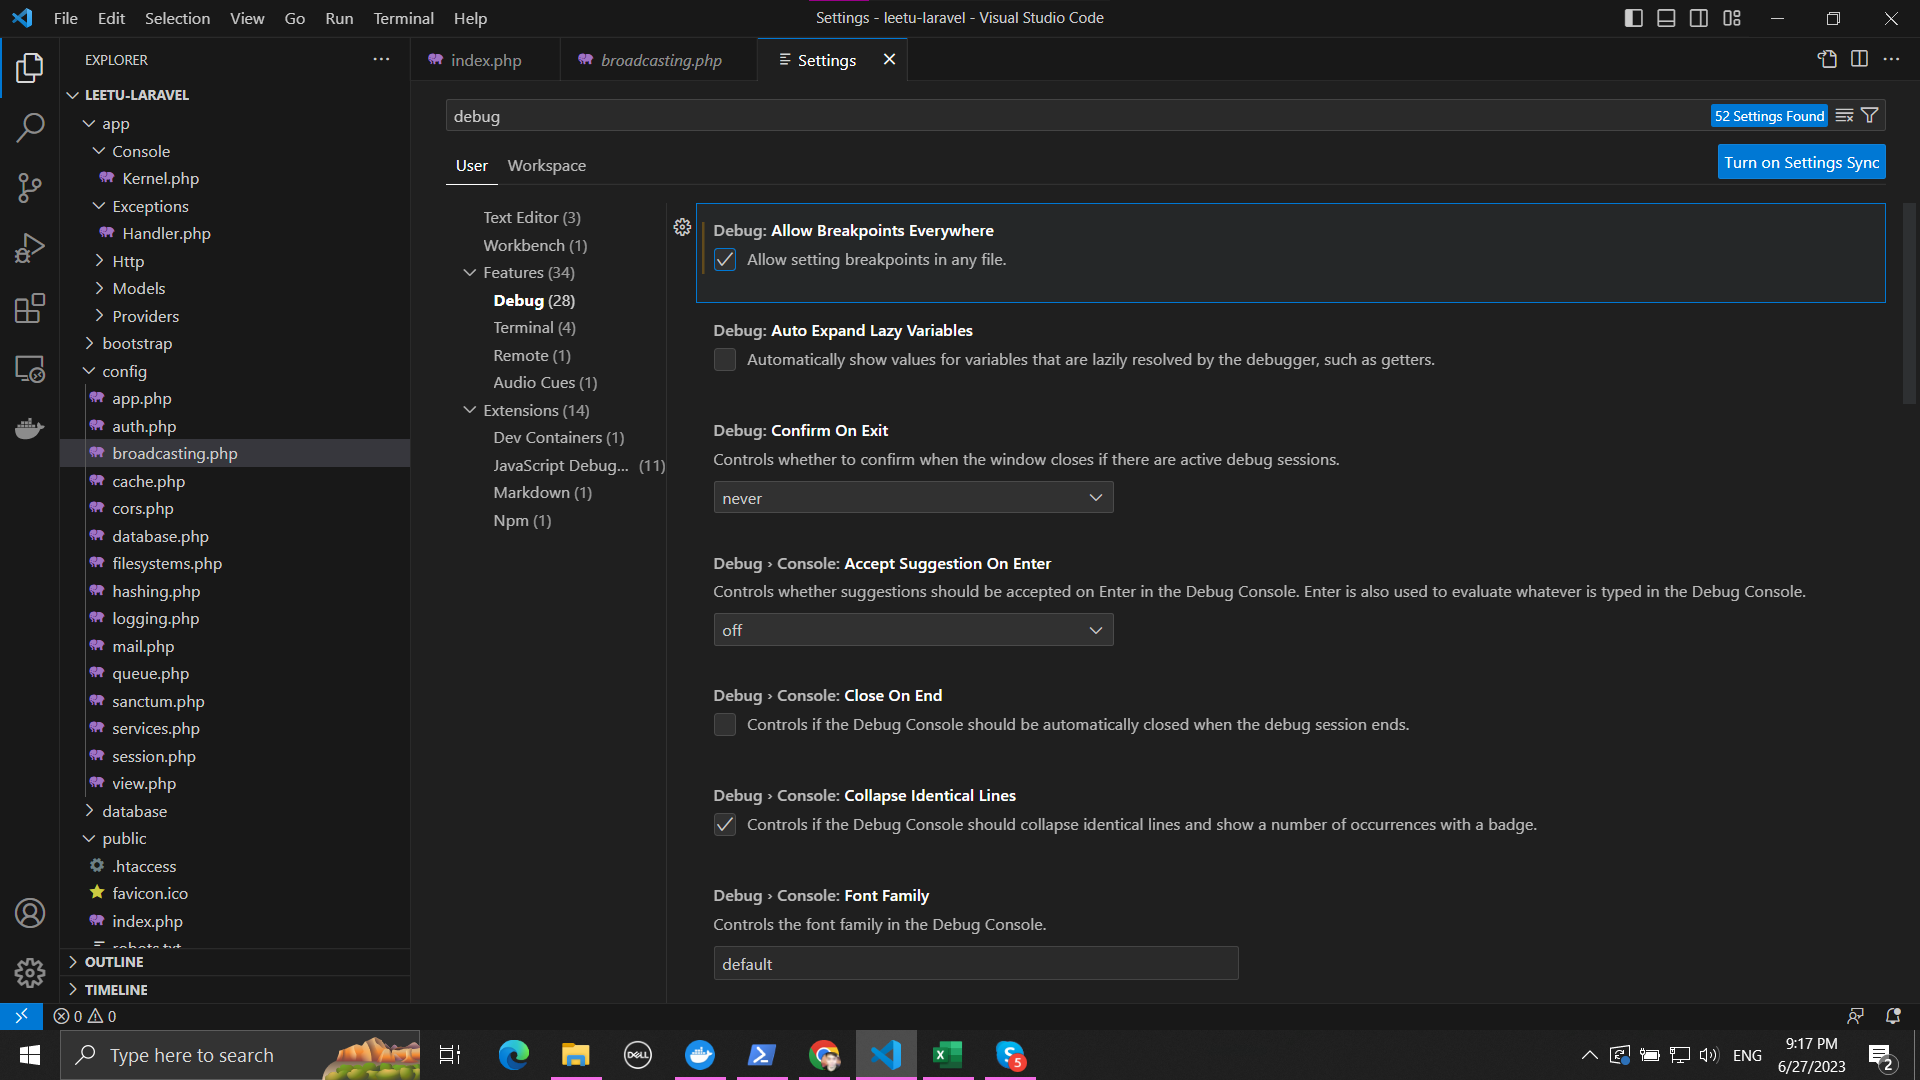 File Edit Selection View Go Run Terminal Help
Settings - leetu-laravel - Visual Studio Code
EXPLORER
LEETU-LARAVEL
app
Console
Kernel.php
Exceptions
Handler.php
Http
Models
Providers
bootstrap
config
app.php
auth.php
broadcasting.php
cache.php
cors.php
database.php
filesystems.php
hashing.php
logging.php
mail.php
queue.php
sanctum.php
services.php
session.php
view.php
database
public
.htaccess
favicon.ico
index.php
robots.txt
OUTLINE
TIMELINE
index.php broadcasting.php Settings
debug
52 Settings Found
User Workspace
Turn on Settings Sync
Text Editor (3)
Workbench (1)
Features (34)
Debug (28)
Terminal (4)
Remote (1)
Audio Cues (1)
Extensions (14)
Dev Containers (1)
JavaScript Debug... (11)
Markdown (1)
Npm (1)
Debug: Allow Breakpoints Everywhere
Allow setting breakpoints in any file.
Debug: Auto Expand Lazy Variables
Automatically show values for variables that are lazily resolved by the debugger, such as getters.
Debug: Confirm On Exit
Controls whether to confirm when the window closes if there are active debug sessions.
never
Debug › Console: Accept Suggestion On Enter
Controls whether suggestions should be accepted on Enter in the Debug Console. Enter is also used to evaluate whatever is typed in the Debug Console.
off
Debug › Console: Close On End
Controls if the Debug Console should be automatically closed when the debug session ends.
Debug › Console: Collapse Identical Lines
Controls if the Debug Console should collapse identical lines and show a number of occurrences with a badge.
Debug › Console: Font Family
Controls the font family in the Debug Console.
default
0 0
Type here to search
DELL
5
ENG
9:17 PM
6/27/2023
2